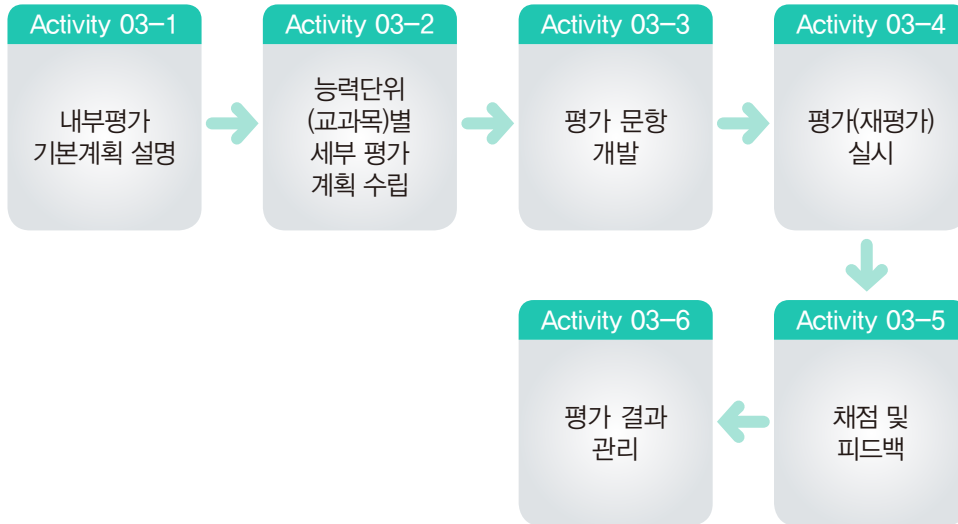 Activity 03-1
내부평가
기본계획 설명
Activity 03-2
능력단위
(교과목)별
세부 평가
계획 수립
Activity 03-3
평가 문항
개발
Activity 03-4
평가(재평가)
실시
Activity 03-5
채점 및
피드백
Activity 03-6
평가 결과
관리